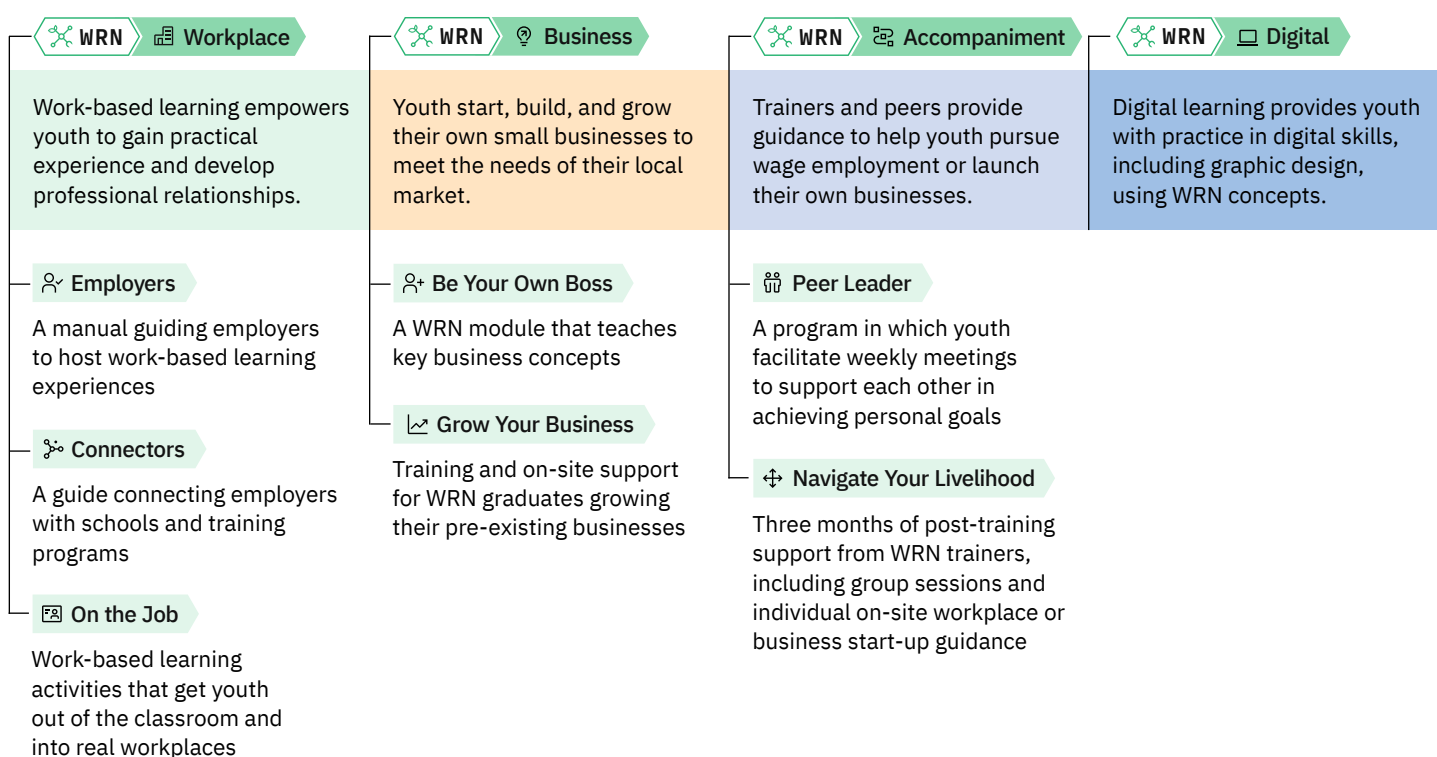 WRN Workplace
Work-based learning empowers
youth to gain practical
experience and develop
professional relationships.
Employers
A manual guiding employers
to host work-based learning
experiences
Connectors
A guide connecting employers
with schools and training
programs
On the Job
Work-based learning
activities that get youth
out of the classroom and
into real workplaces
WRN Business
Youth start, build, and grow
their own small businesses to
meet the needs of their local
market.
Be Your Own Boss
A WRN module that teaches
key business concepts
Grow Your Business
Training and on-site support
for WRN graduates growing
their pre-existing businesses
WRN Accompaniment
Trainers and peers provide
guidance to help youth pursue
wage employment or launch
their own businesses.
Peer Leader
A program in which youth
facilitate weekly meetings
to support each other in
achieving personal goals
Navigate Your Livelihood
Three months of post-training
support from WRN trainers,
including group sessions and
individual on-site workplace or
business start-up guidance
WRN Digital
Digital learning provides youth
with practice in digital skills,
including graphic design,
using WRN concepts.